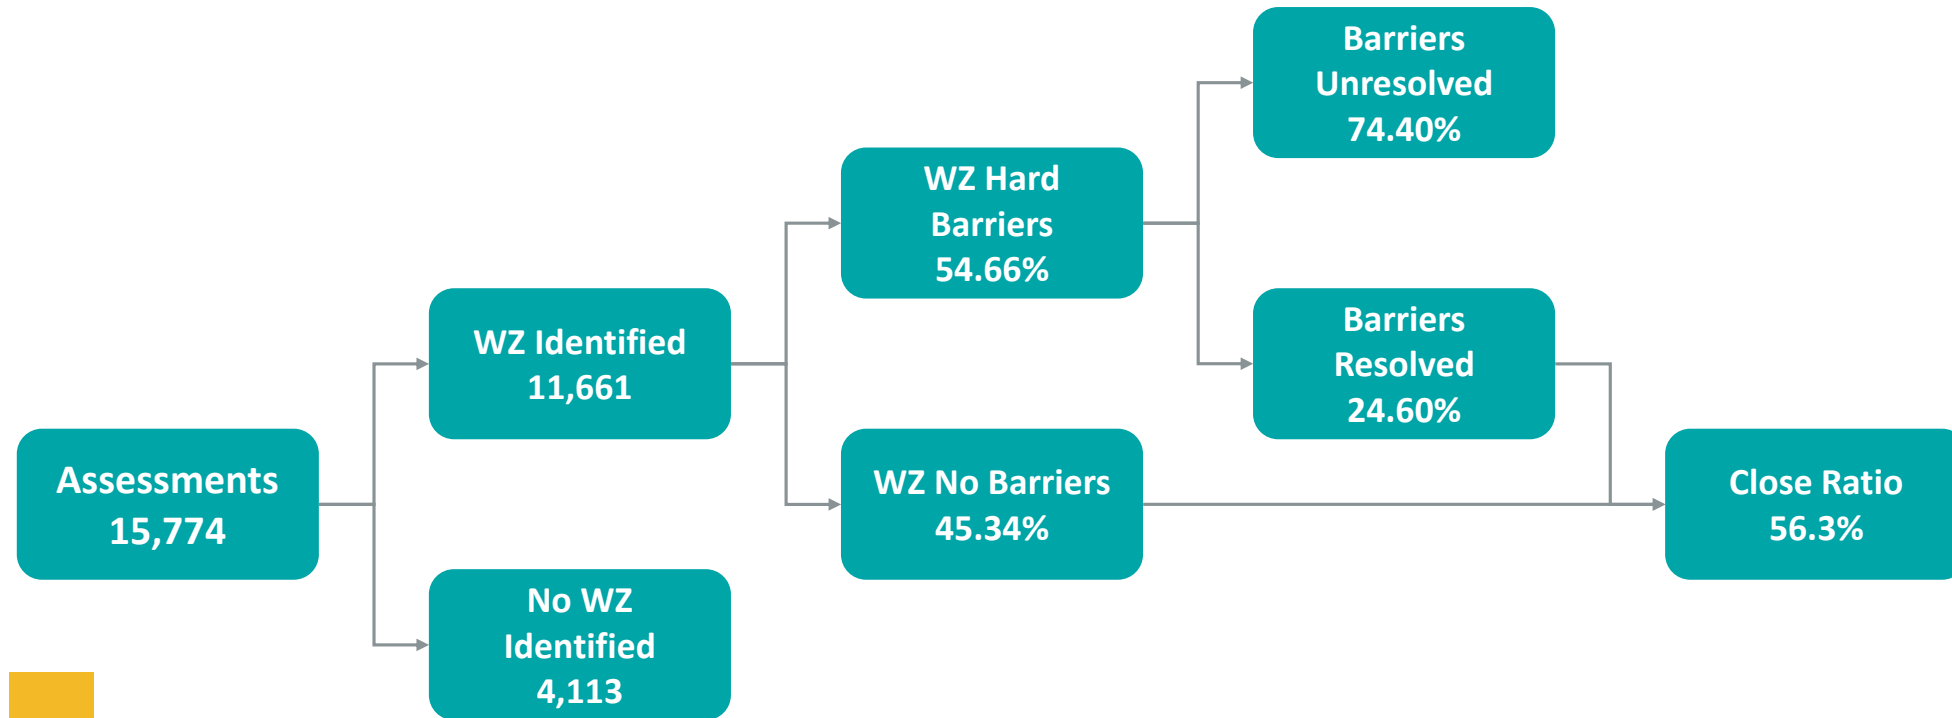 Assessments
15,774
WZ Identified
11,661
No WZ
Identified
4,113
WZ Hard
Barriers
54.66%
WZ No Barriers
45.34%
Barriers
Unresolved
74.40%
Barriers
Resolved
24.60%
Close Ratio
56.3%